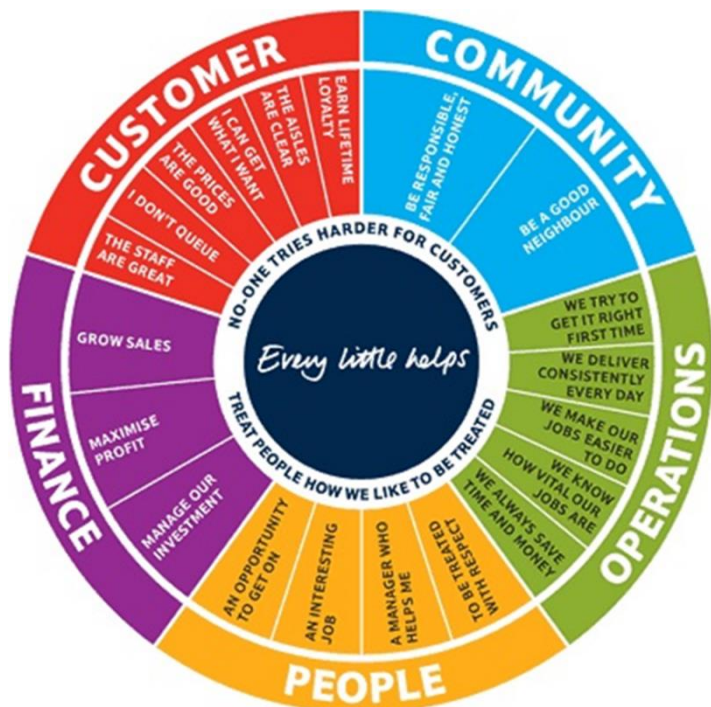 CUSTOMER
THE STAFF
ARE GREAT
I DON'T QUEUE
THE PRICES
ARE GOOD
I CAN GET
WHAT I WANT
THE AISLES
ARE CLEAR
EARN LIFETIME
LOYALTY
COMMUNITY
BE RESPONSIBLE,
FAIR AND HONEST
BE A GOOD
NEIGHBOUR
OPERATIONS
WE TRY TO
GET IT RIGHT
FIRST TIME
WE DELIVER
CONSISTENTLY
EVERY DAY
WE MAKE OUR
JOBS EASIER
TO DO
WE KNOW
HOW VITAL OUR
JOBS ARE
WE ALWAYS SAVE
TIME AND MONEY
PEOPLE
AN OPPORTUNITY
TO GET ON
AN INTERESTING
JOB
A MANAGER WHO
HELPS ME
TO BE TREATED
WITH RESPECT
FINANCE
GROW SALES
MAXIMISE
PROFIT
MANAGE OUR
INVESTMENT
NO-ONE TRIES HARDER FOR CUSTOMERS
Every little helps
TREAT PEOPLE HOW WE LIKE TO BE TREATED